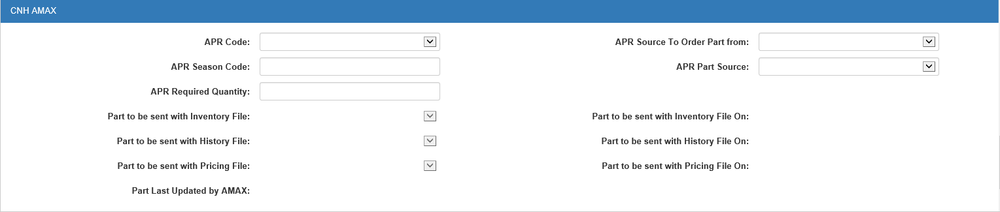 CNH AMAX
APR Code:
APR Source To Order Part from:
APR Season Code:
APR Part Source:
APR Required Quantity:
Part to be sent with Inventory File:
Part to be sent with Inventory File On:
Part to be sent with History File:
Part to be sent with History File On:
Part to be sent with Pricing File:
Part to be sent with Pricing File On:
Part Last Updated by AMAX: